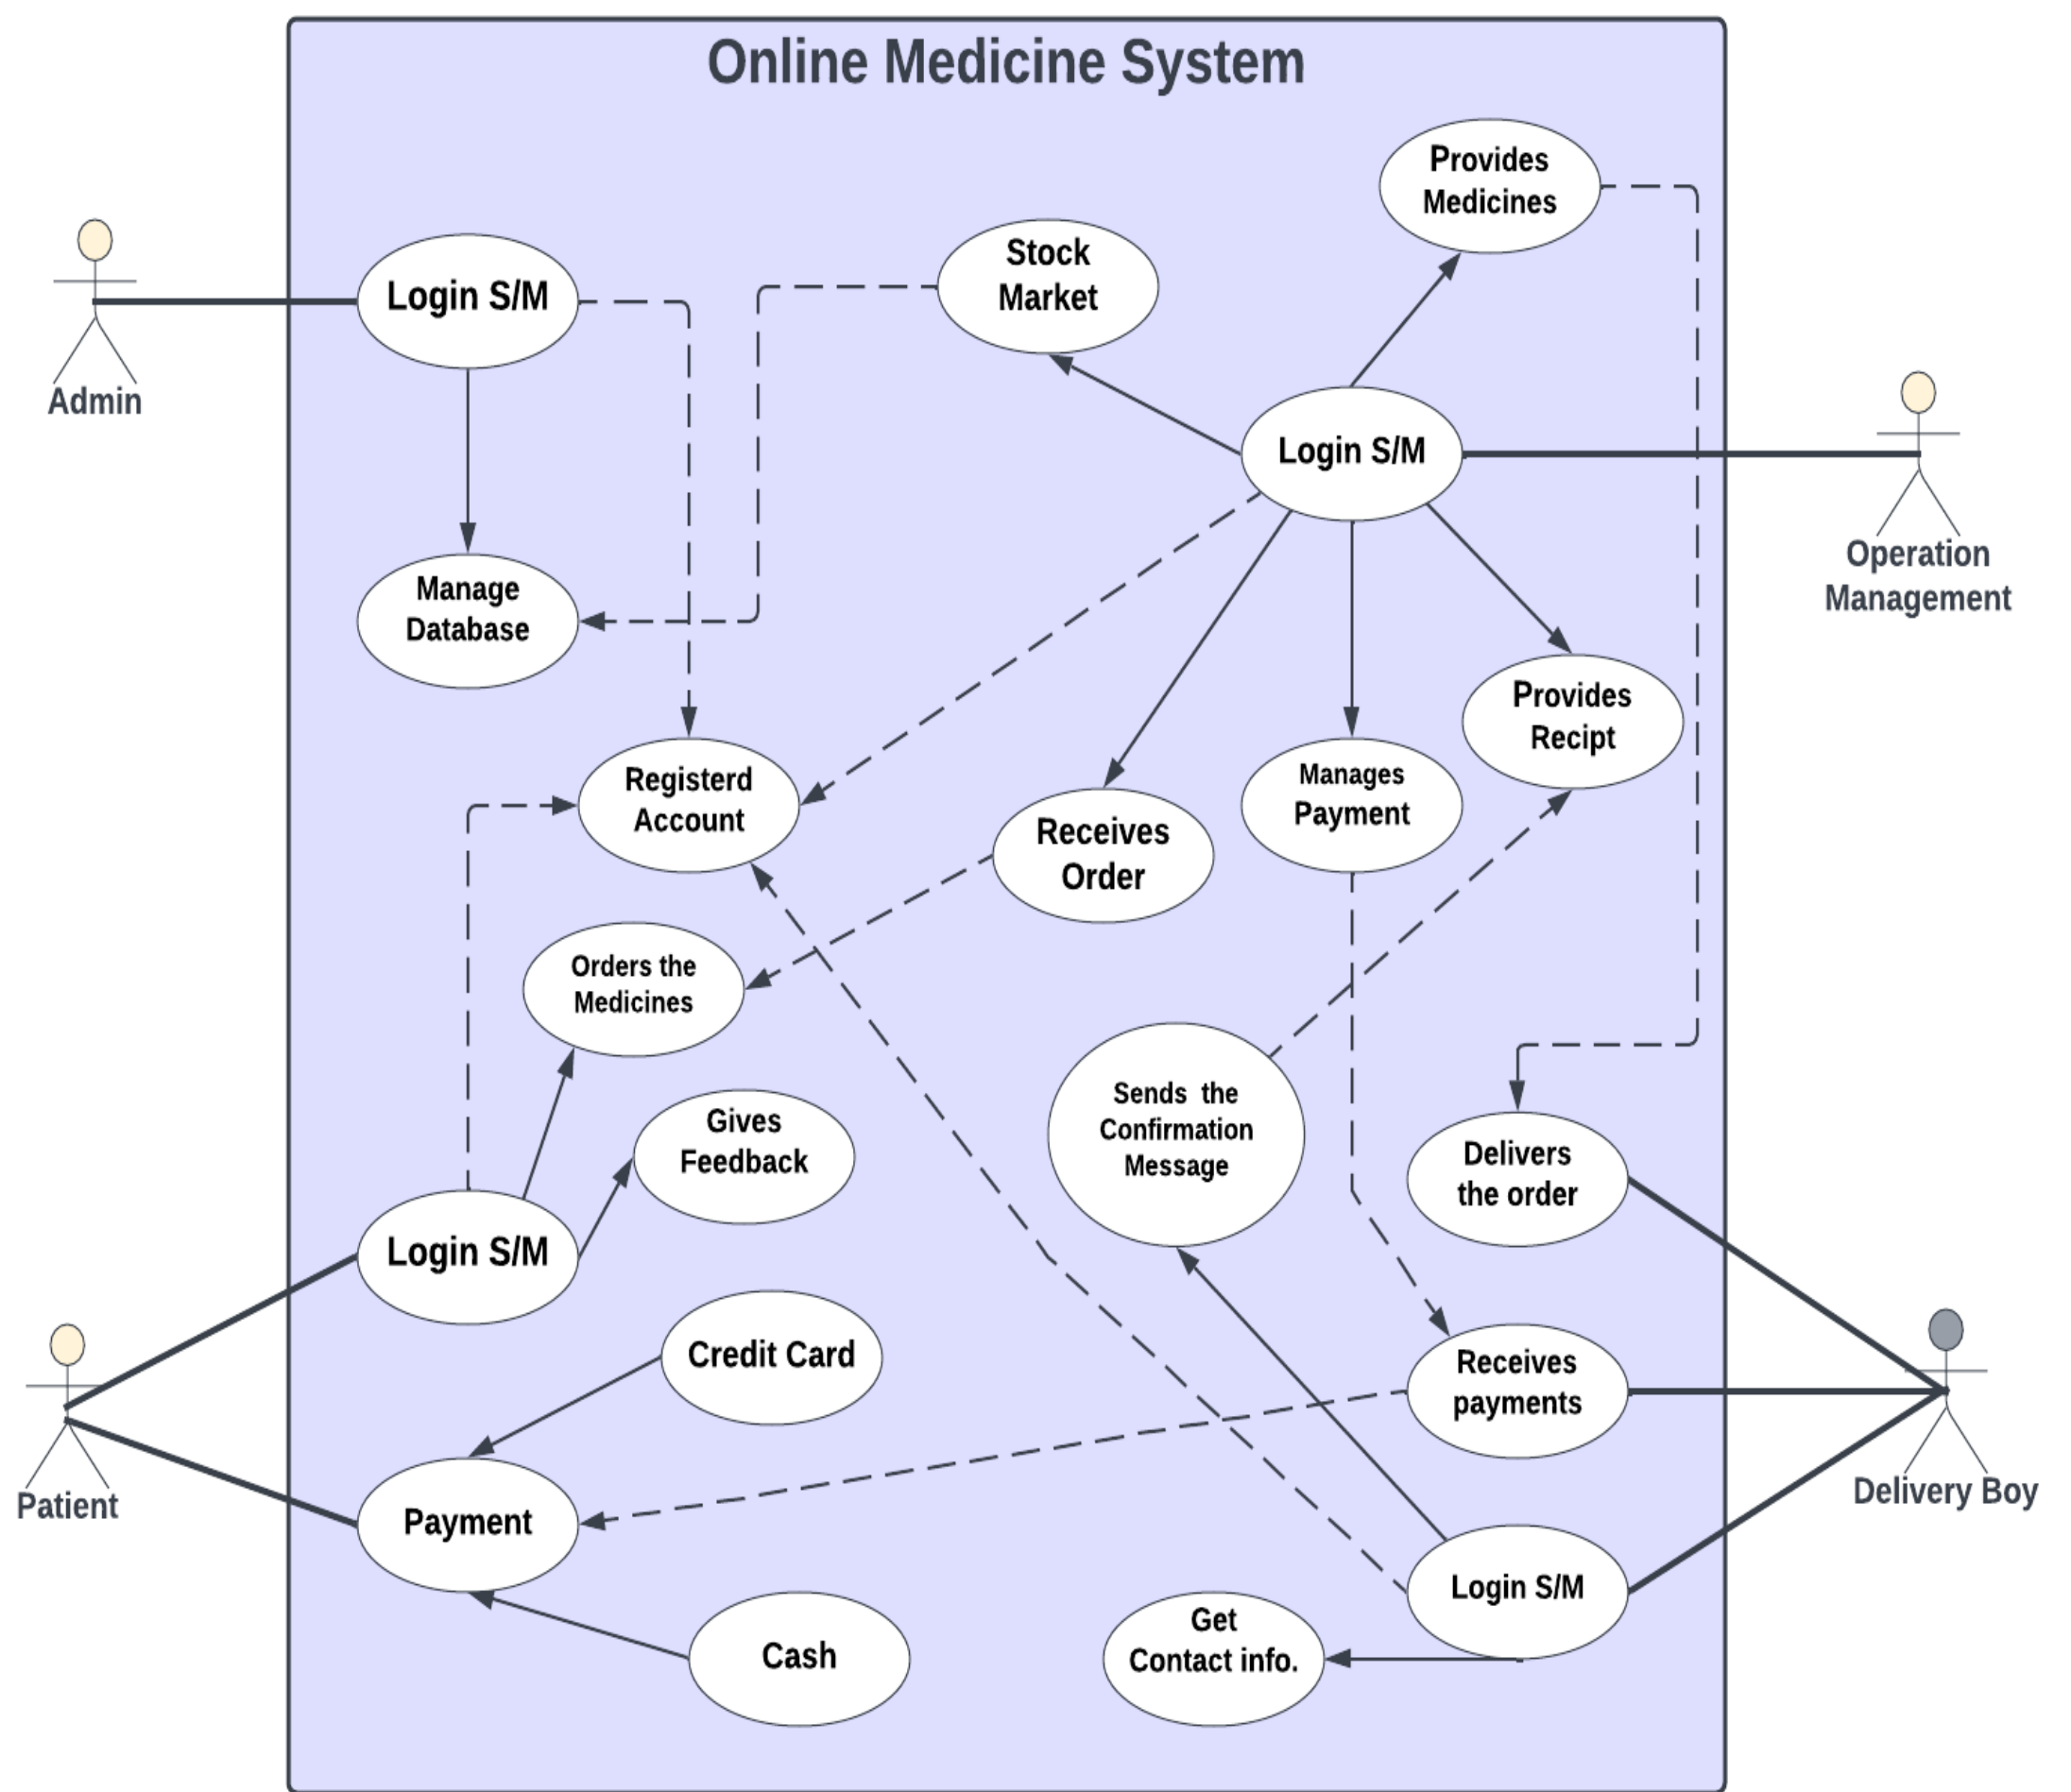 Online Medicine System
Provides
Medicines
Stock
Market
Login S/M
Admin
Login S/M
Operation
Management
Manage
Database
Provides
Recipt
Registerd
Account
Manages
Payment
Receives
Order
Orders the
Medicines
Gives
Feedback
Sends  the
Confirmation
Message
Delivers
the order
Login S/M
Credit Card
Receives
payments
Patient
Delivery Boy
Payment
Login S/M
Cash
Get
Contact info.